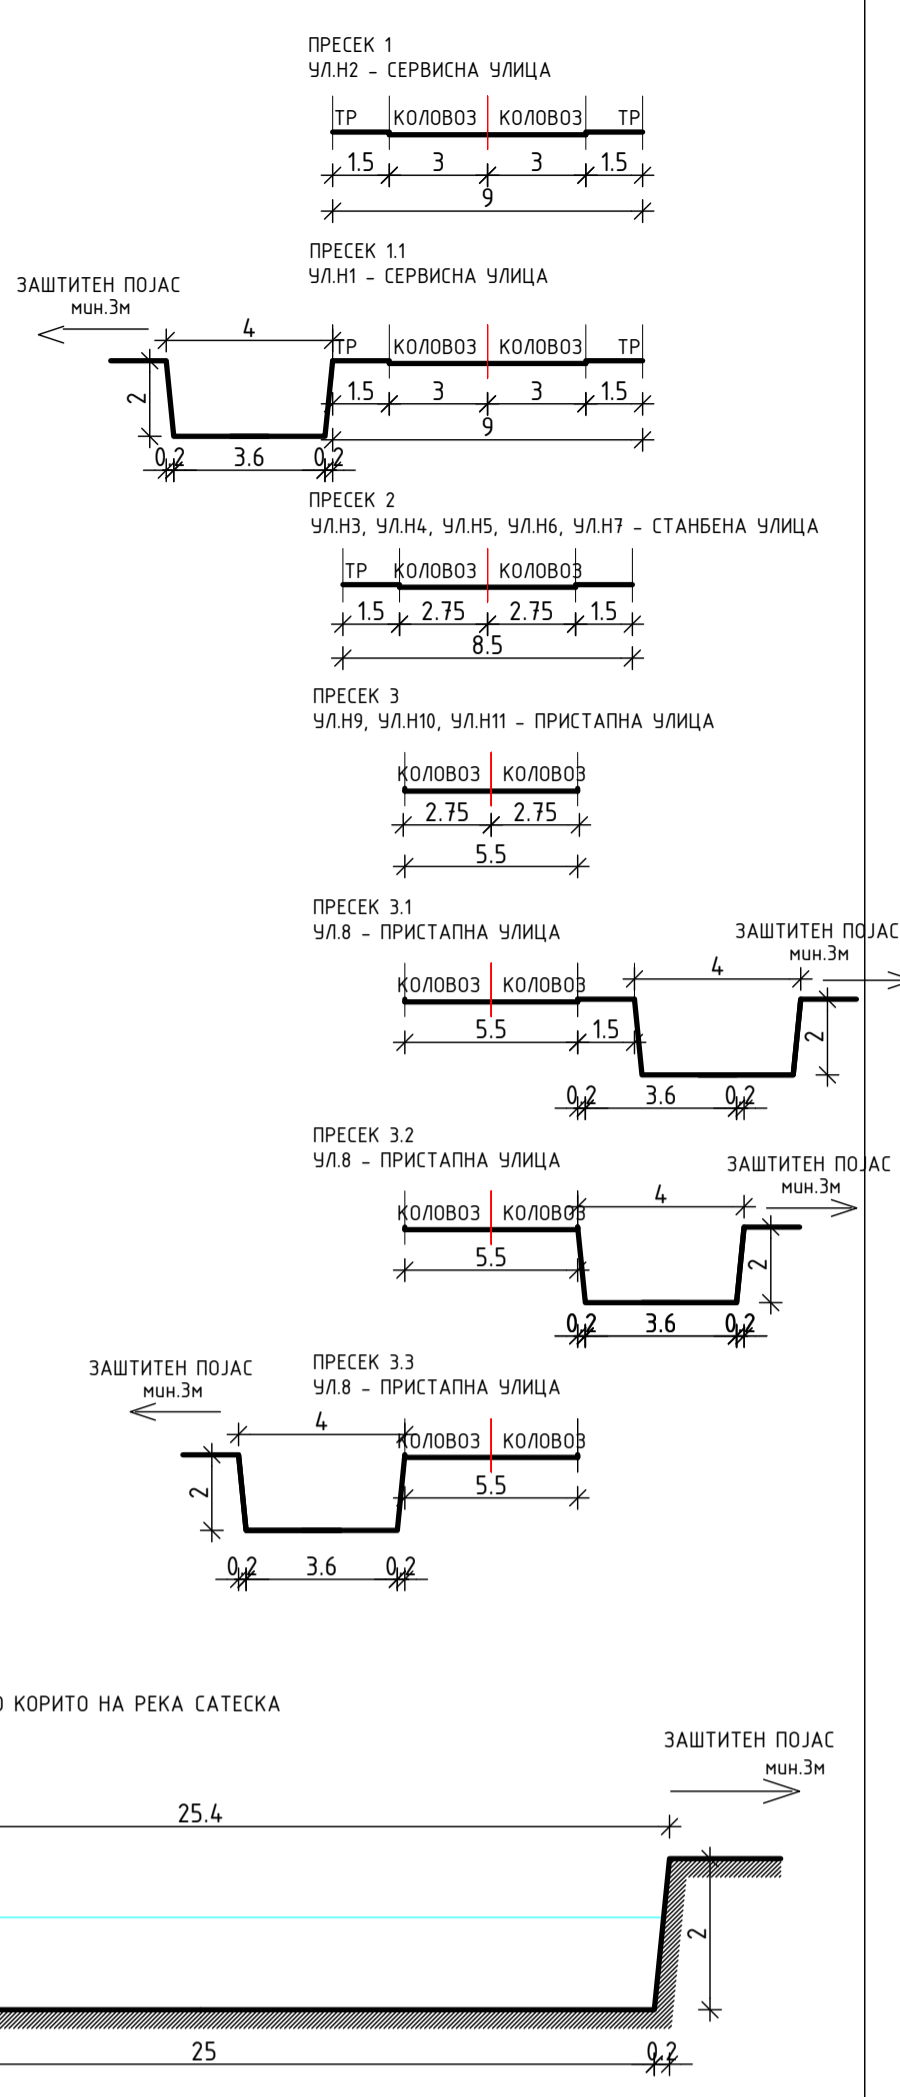 ПРЕСЕК 1
УЛ.Н2 – СЕРВИСНА УЛИЦА
ТР КОЛОВОЗ КОЛОВОЗ ТР
1.5 3 3 1.5
9
ПРЕСЕК 1.1
УЛ.Н1 – СЕРВИСНА УЛИЦА
ЗАШТИТЕН ПОЈАС
мин.3м
4
ТР КОЛОВОЗ КОЛОВОЗ ТР
2
1.5 3 3 1.5
9
0.2 3.6 0.2
ПРЕСЕК 2
УЛ.Н3, УЛ.Н4, УЛ.Н5, УЛ.Н6, УЛ.Н7 – СТАНБЕНА УЛИЦА
ТР КОЛОВОЗ КОЛОВОЗ
1.5 2.75 2.75 1.5
8.5
ПРЕСЕК 3
УЛ.Н9, УЛ.Н10, УЛ.Н11 – ПРИСТАПНА УЛИЦА
КОЛОВОЗ КОЛОВОЗ
2.75 2.75
5.5
ПРЕСЕК 3.1
УЛ.8 – ПРИСТАПНА УЛИЦА
ЗАШТИТЕН ПОЈАС
мин.3м
4
КОЛОВОЗ КОЛОВОЗ
5.5 1.5
2
0.2 3.6 0.2
ПРЕСЕК 3.2
УЛ.8 – ПРИСТАПНА УЛИЦА
ЗАШТИТЕН ПОЈАС
мин.3м
4
КОЛОВОЗ КОЛОВОЗ
5.5
2
0.2 3.6 0.2
ПРЕСЕК 3.3
УЛ.8 – ПРИСТАПНА УЛИЦА
ЗАШТИТЕН ПОЈАС
мин.3м
4
КОЛОВОЗ КОЛОВОЗ
2
5.5
0.2 3.6 0.2
КОРИТО НА РЕКА САТЕСКА
ЗАШТИТЕН ПОЈАС
мин.3м
25.4
2
25 0.2